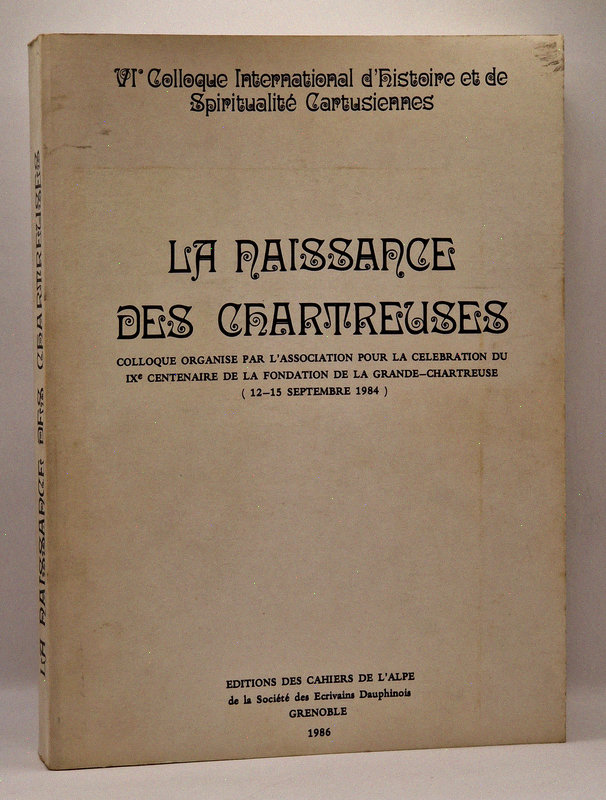 VIᵉ Colloque International d'histoire et de
Spiritualité Cartusiennes
LA NAISSANCE
DES CHARTREUSES
COLLOQUE ORGANISE PAR L'ASSOCIATION POUR LA CELEBRATION DU
IXᵉ CENTENAIRE DE LA FONDATION DE LA GRANDE–CHARTREUSE
( 12–15 SEPTEMBRE 1984 )
EDITIONS DES CAHIERS DE L'ALPE
de la Société des Ecrivains Dauphinois
GRENOBLE
1986
LA NAISSANCE DES CHARTREUSES